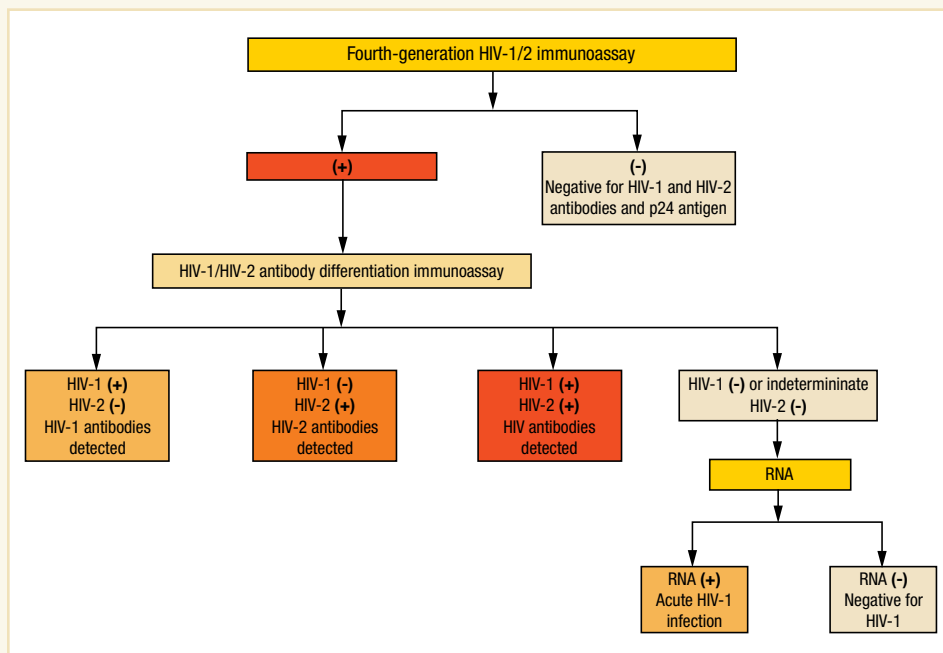 Fourth-generation HIV-1/2 immunoassay
(+)
(-)
Negative for HIV-1 and HIV-2
antibodies and p24 antigen
HIV-1/HIV-2 antibody differentiation immunoassay
HIV-1 (+)
HIV-2 (-)
HIV-1 antibodies
detected
HIV-1 (-)
HIV-2 (+)
HIV-2 antibodies
detected
HIV-1 (+)
HIV-2 (+)
HIV antibodies
detected
HIV-1 (-) or indetermininate
HIV-2 (-)
RNA
RNA (+)
Acute HIV-1
infection
RNA (-)
Negative for
HIV-1